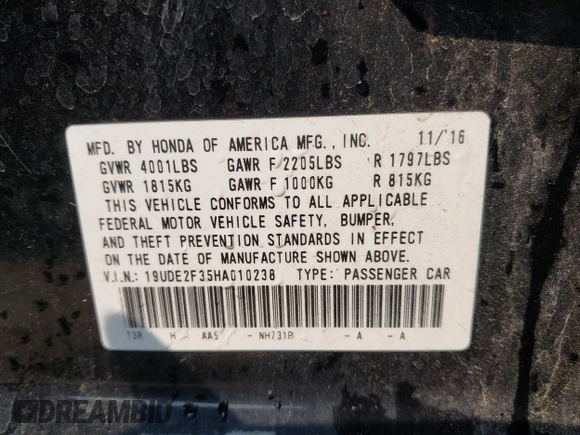 MFD. BY HONDA OF AMERICA MFG., INC. 11/16
GVWR 4001LBS GAWR F 2205LBS R 1797LBS
GVWR 1815KG GAWR F 1000KG R 815KG
THIS VEHICLE CONFORMS TO ALL APPLICABLE
FEDERAL MOTOR VEHICLE SAFETY, BUMPER,
AND THEFT PREVENTION STANDARDS IN EFFECT
ON THE DATE OF MANUFACTURE SHOWN ABOVE.
V.I.N.: 19UDE2F35HA010238 TYPE: PASSENGER CAR
T3R H AA5 - NH731P - A - A
DREAMBID